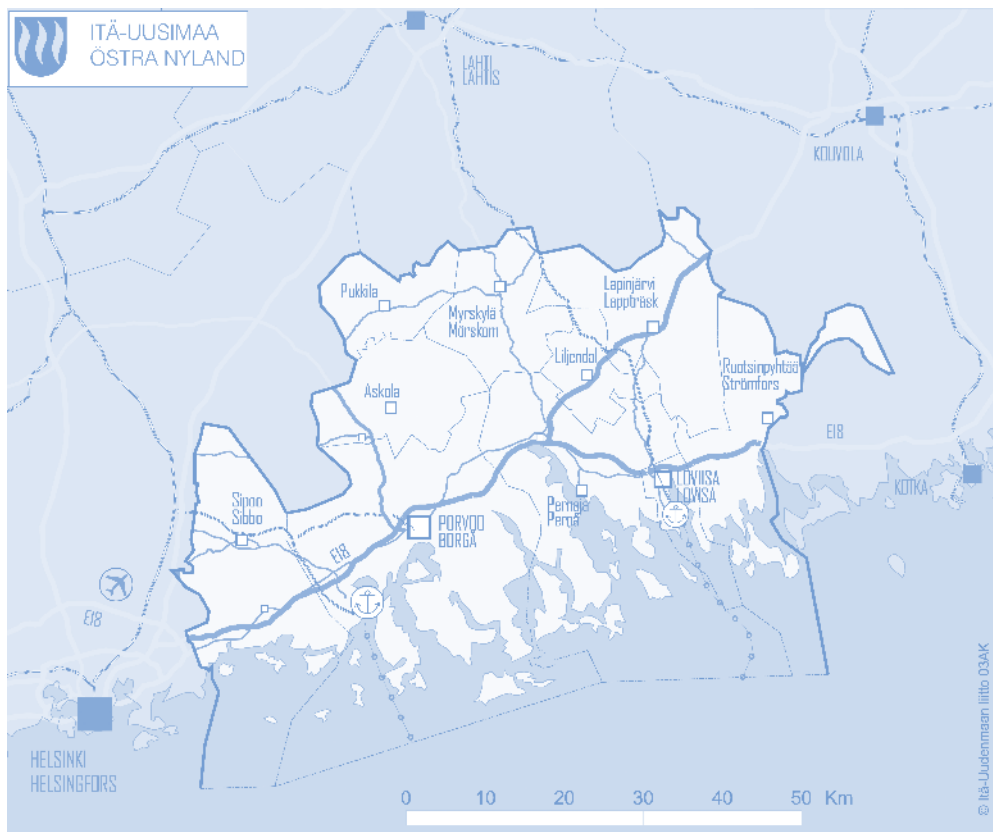 ITÄ-UUSIMAA
ÖSTRA NYLAND
LAHTI
LAHTIS
KOUVOLA
Pukkila
Myrskylä
Mörskom
Lapinjärvi
Lappträsk
Liljendal
Ruotsinpyhtää
Strömfors
Askola
E18
KOTKA
LOVIISA
LOVISA
Pernaja
Pernå
Sipoo
Sibbo
PORVOO
BORGÅ
E18
E18
HELSINKI
HELSINGFORS
0 10 20 30 40 50 Km
© Itä-Uudenmaan liitto 03AK